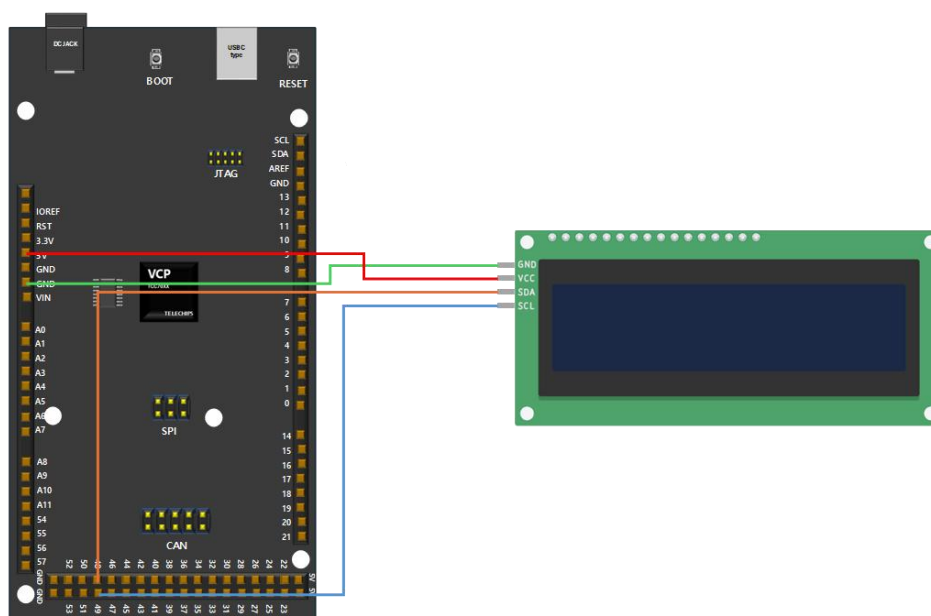 DC JACK
USBC
type
BOOT
RESET
JTAG
SCL
SDA
AREF
GND
13
12
11
10
9
8
7
6
5
4
3
2
1
0
14
15
16
17
18
19
20
21
IOREF
RST
3.3V
5V
GND
GND
VIN
A0
A1
A2
A3
A4
A5
A6
A7
A8
A9
A10
A11
54
55
56
57
VCP
TELECHIPS
SPI
CAN
GND 52 50 48 46 44 42 40 38 36 34 32 30 28 26 24 22 5V
GND 53 51 49 47 45 43 41 39 37 35 33 31 29 27 25 23
GND
VCC
SDA
SCL